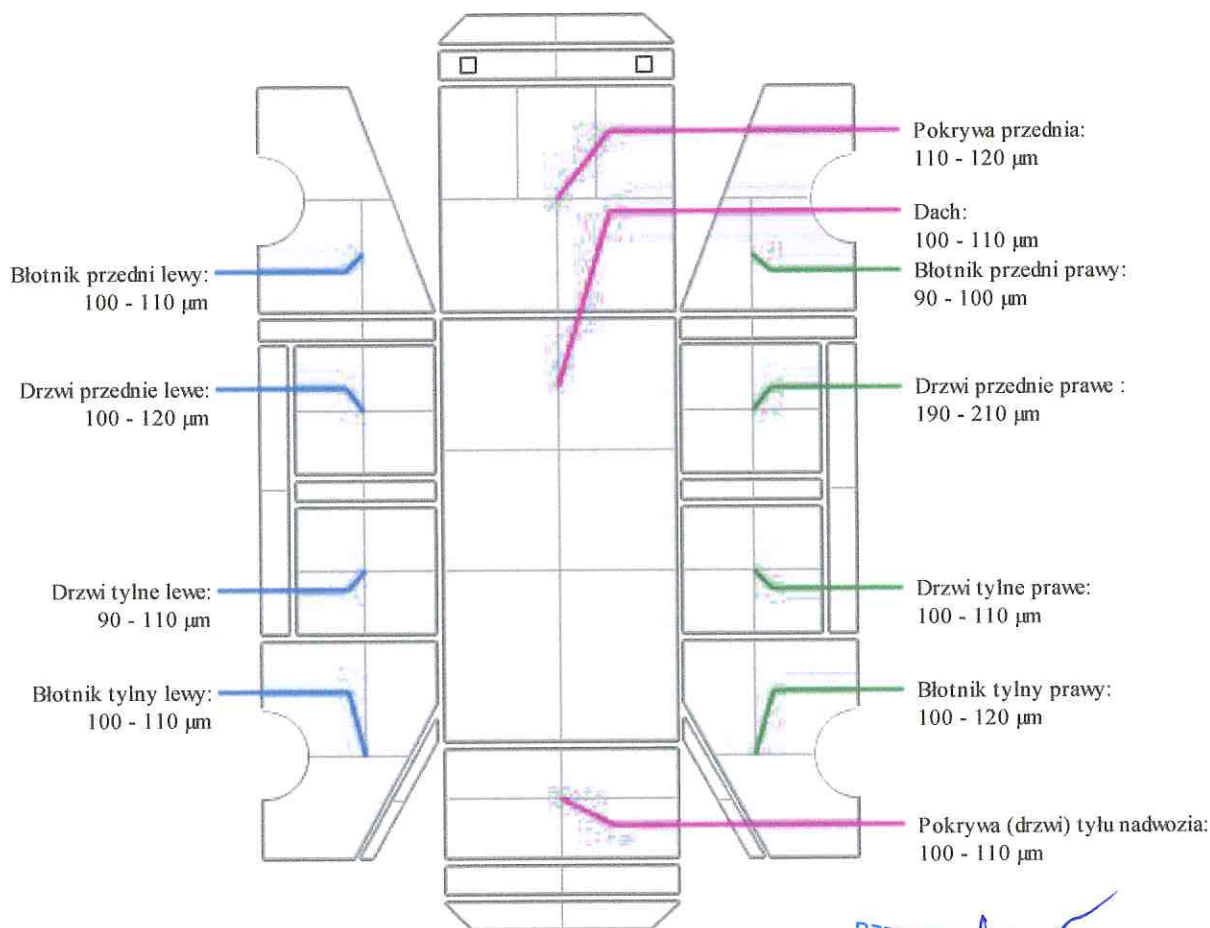 Pokrywa przednia:
110 - 120 µm
Dach:
100 - 110 µm
Błotnik przedni lewy:
100 - 110 µm
Błotnik przedni prawy:
90 - 100 µm
Drzwi przednie lewe:
100 - 120 µm
Drzwi przednie prawe :
190 - 210 µm
Drzwi tylne lewe:
90 - 110 µm
Drzwi tylne prawe:
100 - 110 µm
Błotnik tylny lewy:
100 - 110 µm
Błotnik tylny prawy:
100 - 120 µm
Pokrywa (drzwi) tyłu nadwozia:
100 - 110 µm